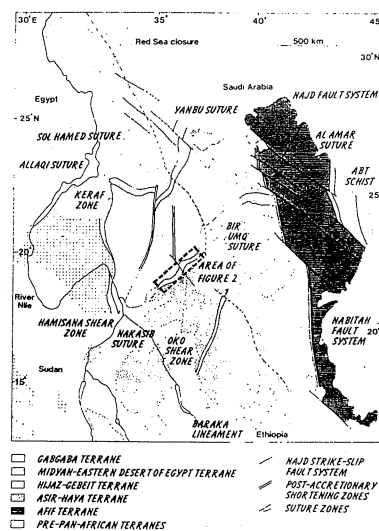 30°E
35°
40°
45°
Red Sea closure
500 km
Saudi Arabia
NAJD FAULT SYSTEM
Egypt
YANBU SUTURE
25°N
SOL HAMED SUTURE
AL AMAR SUTURE
ALLAQI SUTURE
ABT SCHIST
KERAF ZONE
25°
BIR UMQ SUTURE
20°
AREA OF FIGURE 2
River Nile
HAMISANA SHEAR ZONE
NAKASIB SUTURE
OKO SHEAR ZONE
NABITAH FAULT SYSTEM
20°
Sudan
15°
BARAKA LINEAMENT
Ethiopia
GABGABA TERRANE
MIDYAN-EASTERN DESERT OF EGYPT TERRANE
HIJAZ-GEBEIT TERRANE
ASIR-HAYA TERRANE
AFIF TERRANE
PRE-PAN-AFRICAN TERRANES
NAJD STRIKE-SLIP FAULT SYSTEM
POST-ACCRETIONARY SHORTENING ZONES
SUTURE ZONES